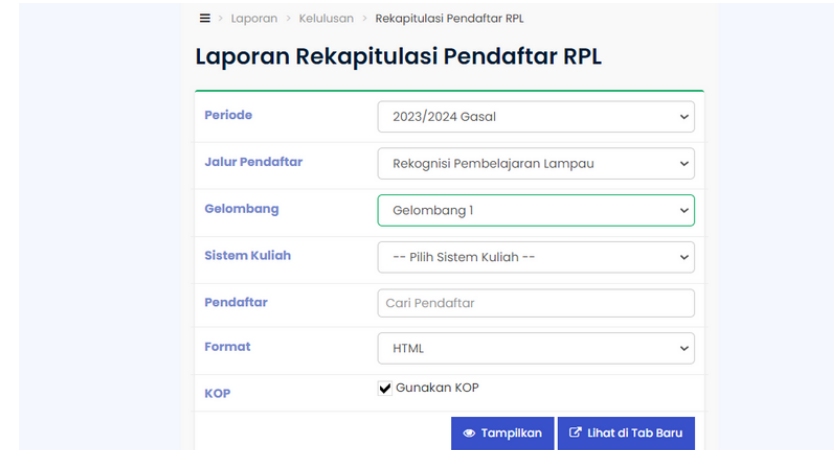 > Laporan > Kelulusan > Rekapitulasi Pendaftar RPL
Laporan Rekapitulasi Pendaftar RPL
Periode 2023/2024 Gasal
Jalur Pendaftar Rekognisi Pembelajaran Lampau
Gelombang Gelombang 1
Sistem Kuliah -- Pilih Sistem Kuliah --
Pendaftar Cari Pendaftar
Format HTML
KOP Gunakan KOP
Tampilkan Lihat di Tab Baru